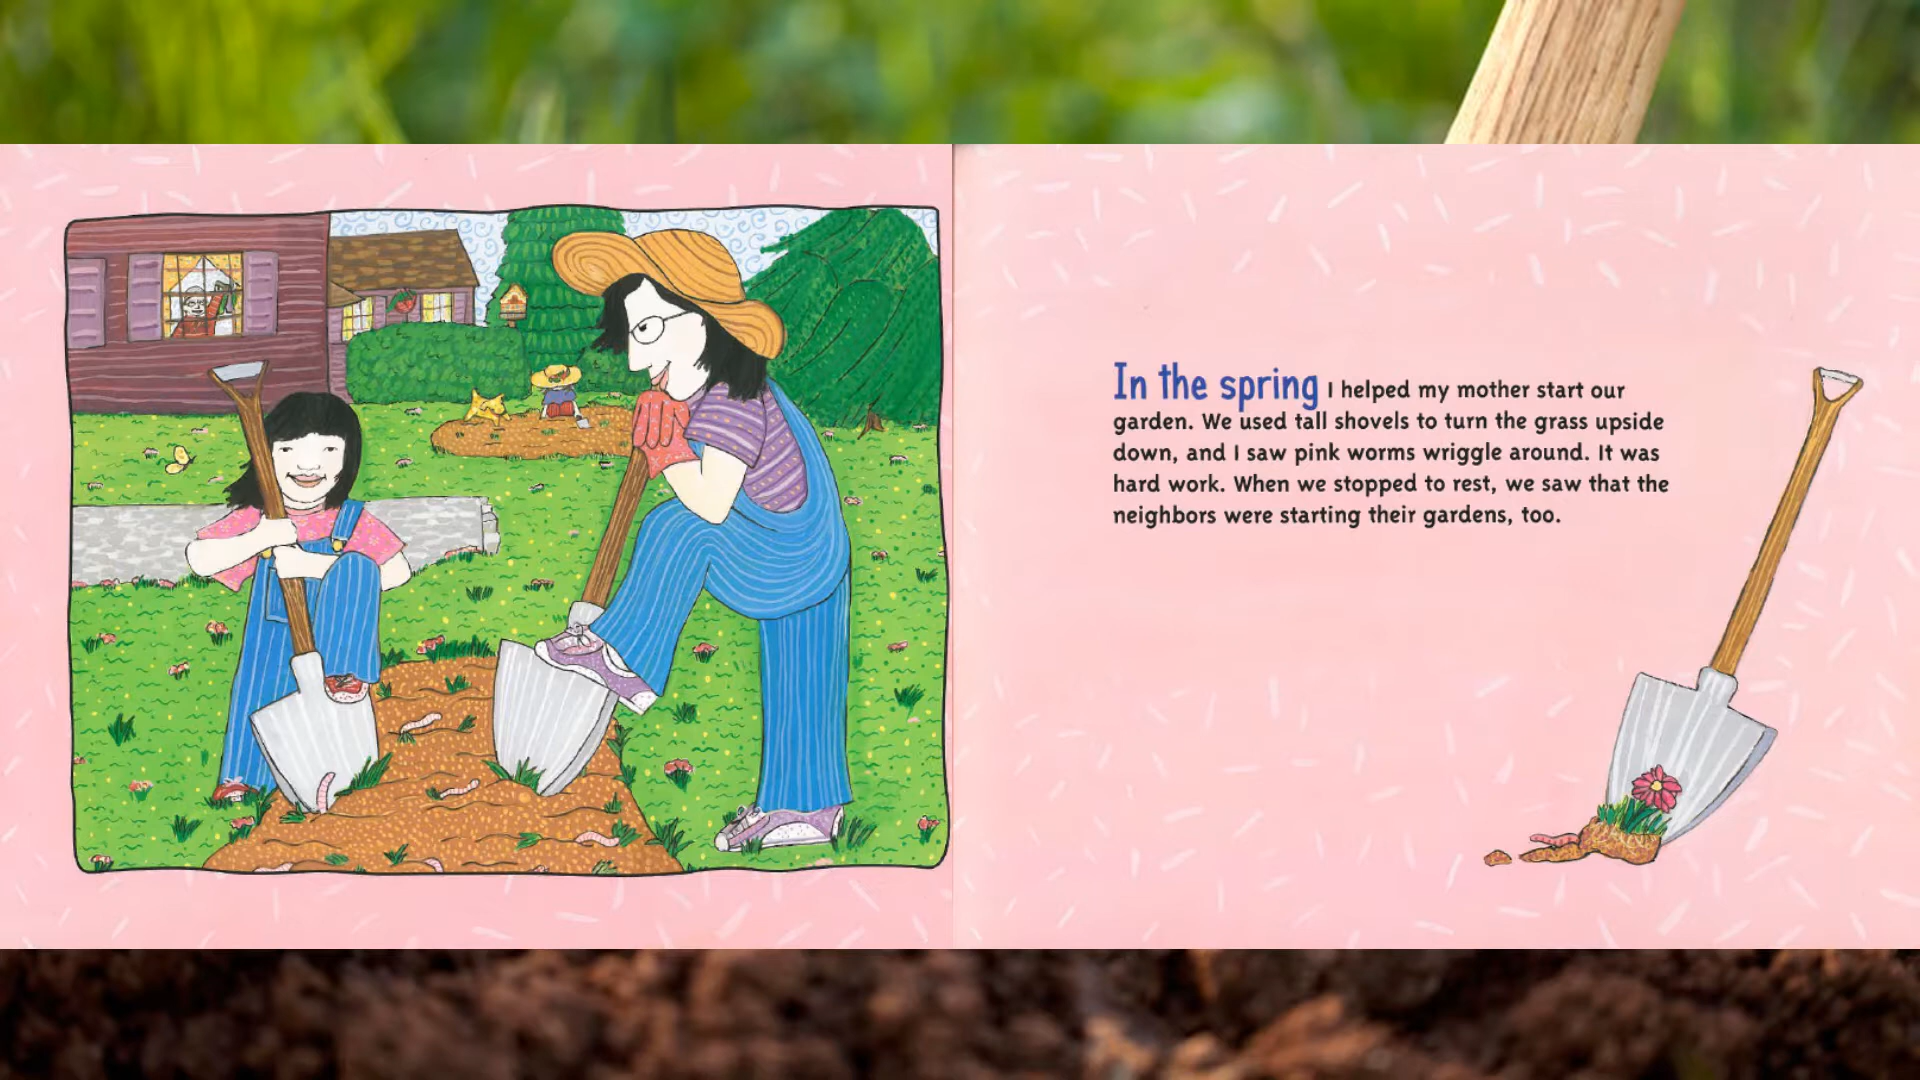 In the spring I helped my mother start our
garden. We used tall shovels to turn the grass upside
down, and I saw pink worms wriggle around. It was
hard work. When we stopped to rest, we saw that the
neighbors were starting their gardens, too.